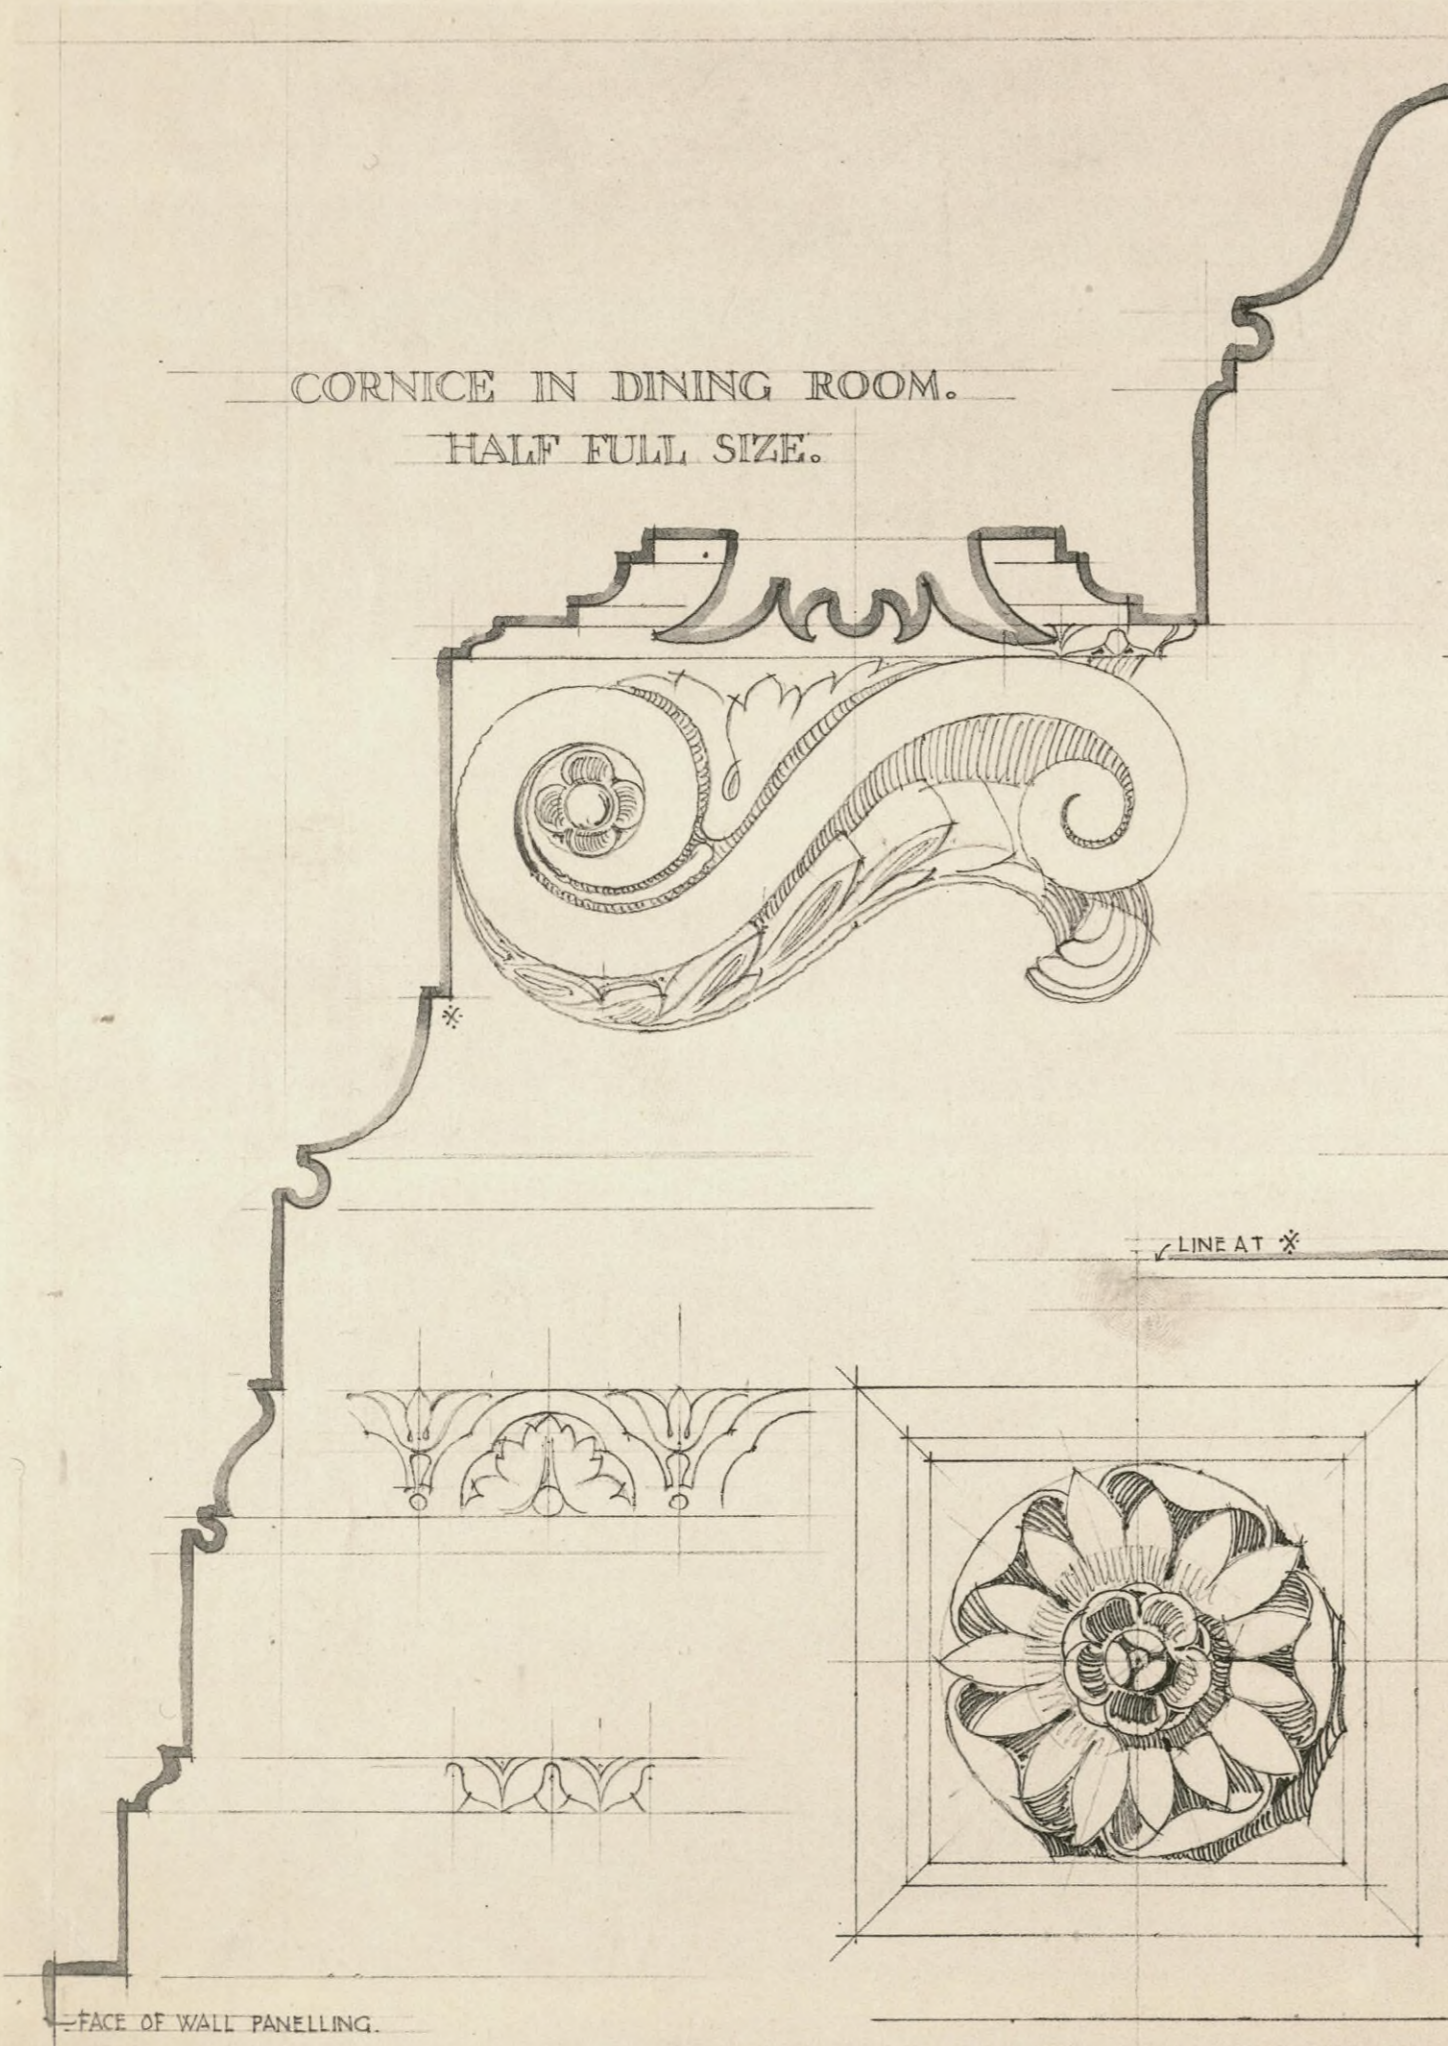 CORNICE IN DINING ROOM.
HALF FULL SIZE.
※
LINE AT ※
FACE OF WALL PANELLING.